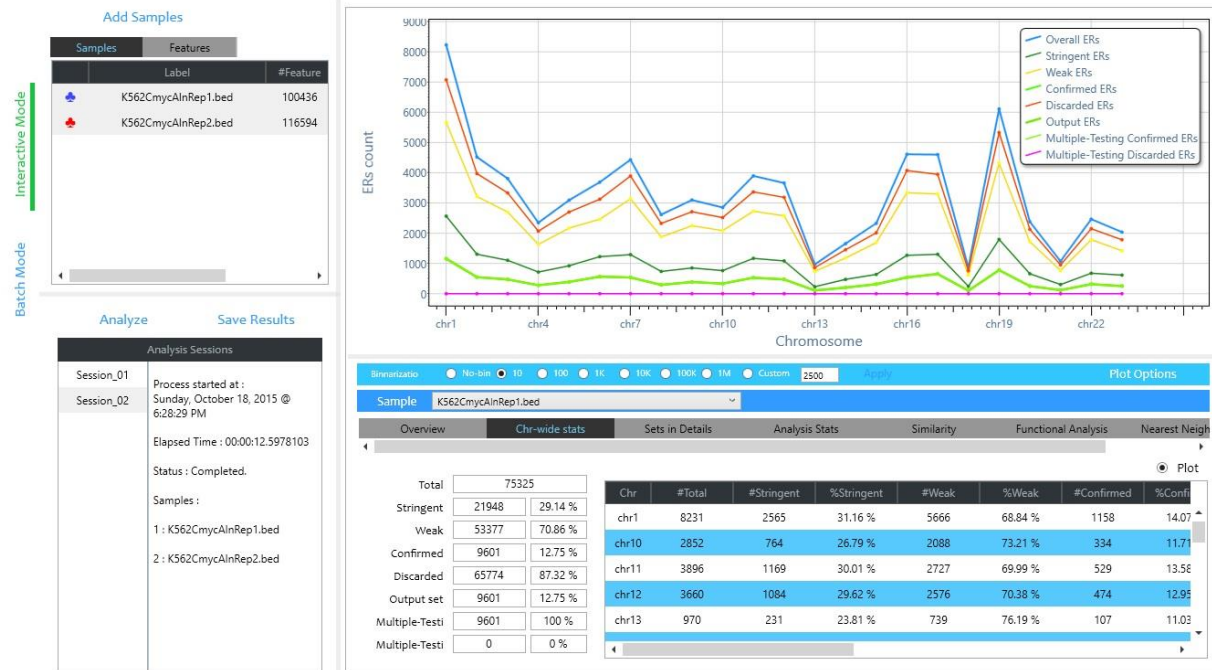 Add Samples
Samples Features
Label #Feature
K562CmycAInRep1.bed 100436
K562CmycAInRep2.bed 116594
Interactive Mode
Batch Mode
Analyze Save Results
Analysis Sessions
Session_01
Session_02
Process started at :
Sunday, October 18, 2015 @
6:28:29 PM
Elapsed Time : 00:00:12.5978103
Status : Completed.
Samples :
1 : K562CmycAInRep1.bed
2 : K562CmycAInRep2.bed
ERs count
9000
8000
7000
6000
5000
4000
3000
2000
1000
0
chr1 chr4 chr7 chr10 chr13 chr16 chr19 chr22
Chromosome
Overall ERs
Stringent ERs
Weak ERs
Confirmed ERs
Discarded ERs
Output ERs
Multiple-Testing Confirmed ERs
Multiple-Testing Discarded ERs
Binnarizatio No-bin 10 100 1K 10K 100K 1M Custom 2500 Apply Plot Options
Sample K562CmycAInRep1.bed
Overview Chr-wide stats Sets in Details Analysis Stats Similarity Functional Analysis Nearest Neigh
Plot
Total 75325
Stringent 21948 29.14 %
Weak 53377 70.86 %
Confirmed 9601 12.75 %
Discarded 65774 87.32 %
Output set 9601 12.75 %
Multiple-Testi 9601 100 %
Multiple-Testi 0 0 %
Chr #Total #Stringent %Stringent #Weak %Weak #Confirmed %Confi
chr1 8231 2565 31.16 % 5666 68.84 % 1158 14.07
chr10 2852 764 26.79 % 2088 73.21 % 334 11.71
chr11 3896 1169 30.01 % 2727 69.99 % 529 13.58
chr12 3660 1084 29.62 % 2576 70.38 % 474 12.95
chr13 970 231 23.81 % 739 76.19 % 107 11.03